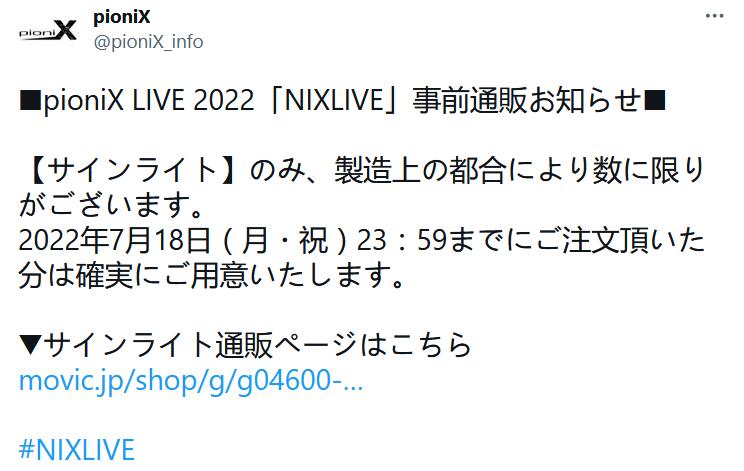 pioniX
pioniX
@pioniX_info
■pioniX LIVE 2022「NIXLIVE」事前通販お知らせ■
【サインライト】のみ、製造上の都合により数に限り
がございます。
2022年7月18日（月・祝）23：59までにご注文頂いた
分は確実にご用意いたします。
▼サインライト通販ページはこちら
movic.jp/shop/g/g04600-…
#NIXLIVE